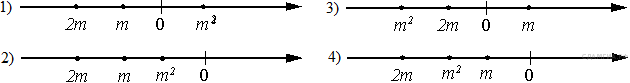 1) 2m m 0 m²
2) 2m m m² 0
3) m² 2m 0 m
4) 2m m² m 0